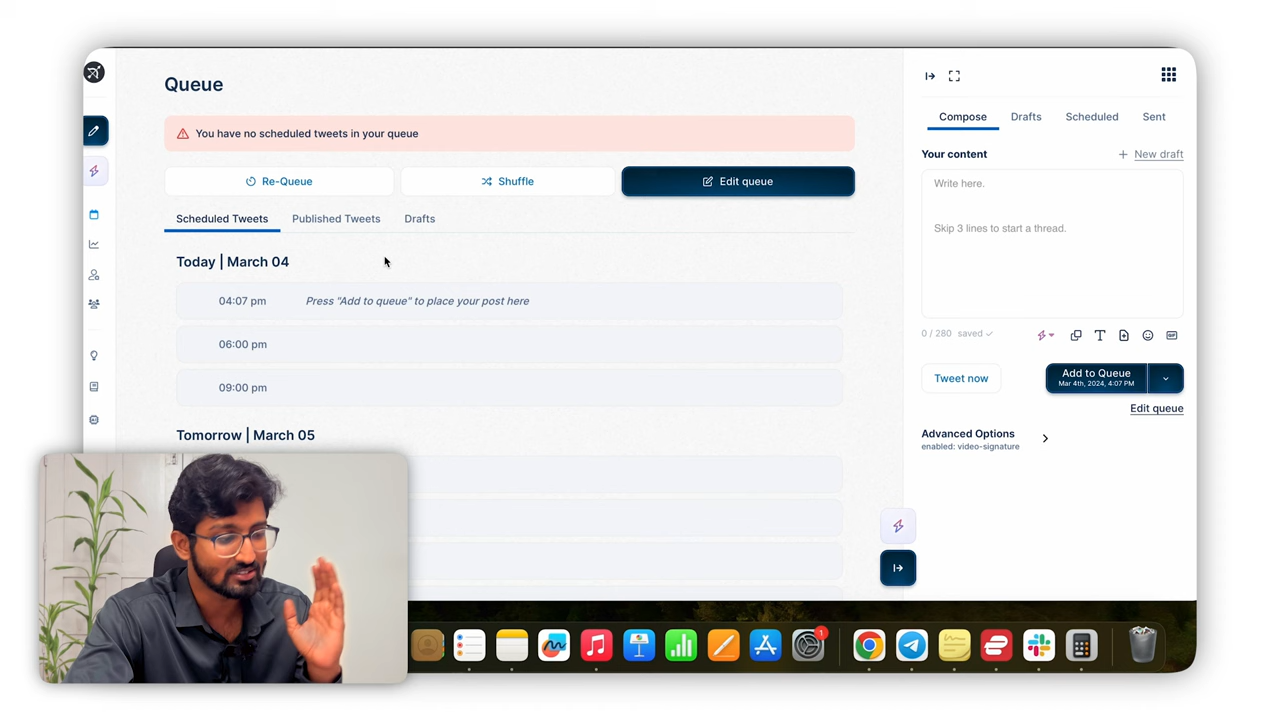 Queue
You have no scheduled tweets in your queue
Re-Queue
Shuffle
Edit queue
Scheduled Tweets
Published Tweets
Drafts
Today | March 04
04:07 pm
Press "Add to queue" to place your post here
06:00 pm
09:00 pm
Tomorrow | March 05
Compose
Drafts
Scheduled
Sent
Your content
+ New draft
Write here.
Skip 3 lines to start a thread.
0 / 280 saved
GIF
Tweet now
Add to Queue
Mar 4th, 2024, 4:07 PM
Edit queue
Advanced Options
enabled: video-signature
1